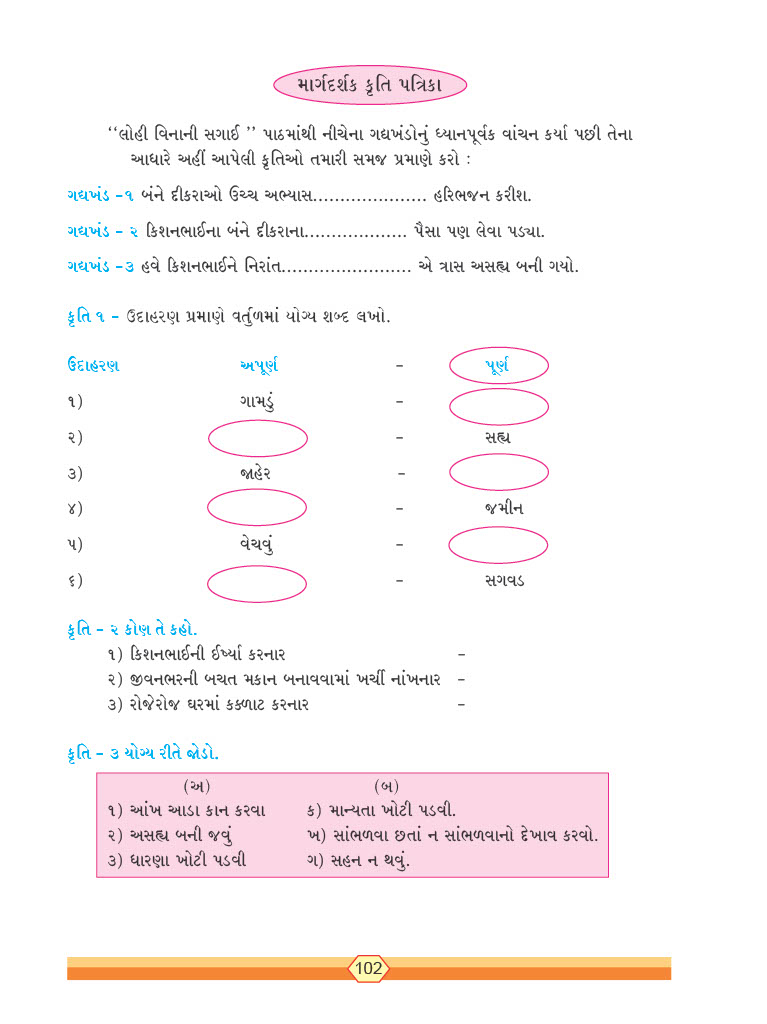 માર્ગદર્શક કૃતિ પત્રિકા
‘‘લોહી વિનાની સગાઈ ’’ પાઠમાંથી નીચેના ગદ્યખંડોનું ધ્યાનપૂર્વક વાંચન કર્યા પછી તેના
આધારે અહીં આપેલી કૃતિઓ તમારી સમજ પ્રમાણે કરો :
ગદ્યખંડ -૧ બંને દીકરાઓ ઉચ્ચ અભ્યાસ..................... હરિભજન કરીશ.
ગદ્યખંડ - ૨ કિશનભાઈના બંને દીકરાના................... પૈસા પણ લેવા પડ્યા.
ગદ્યખંડ -૩ હવે કિશનભાઈને નિરાંત........................ એ ત્રાસ અસહ્ય બની ગયો.
કૃતિ ૧ - ઉદાહરણ પ્રમાણે વર્તુળમાં યોગ્ય શબ્દ લખો.
ઉદાહરણ અપૂર્ણ - પૂર્ણ
૧) ગામડું -
૨) - સહ્ય
૩) જાહેર -
૪) - જમીન
૫) વેચવું -
૬) - સગવડ
કૃતિ - ૨ કોણ તે કહો.
૧) કિશનભાઈની ઈર્ષ્યા કરનાર -
૨) જીવનભરની બચત મકાન બનાવવામાં ખર્ચી નાંખનાર -
૩) રોજેરોજ ઘરમાં કકળાટ કરનાર -
કૃતિ - ૩ યોગ્ય રીતે જોડો.
(અ) (બ)
૧) આંખ આડા કાન કરવા ક) માન્યતા ખોટી પડવી.
૨) અસહ્ય બની જવું ખ) સાંભળવા છતાં ન સાંભળવાનો દેખાવ કરવો.
૩) ધારણા ખોટી પડવી ગ) સહન ન થવું.
102